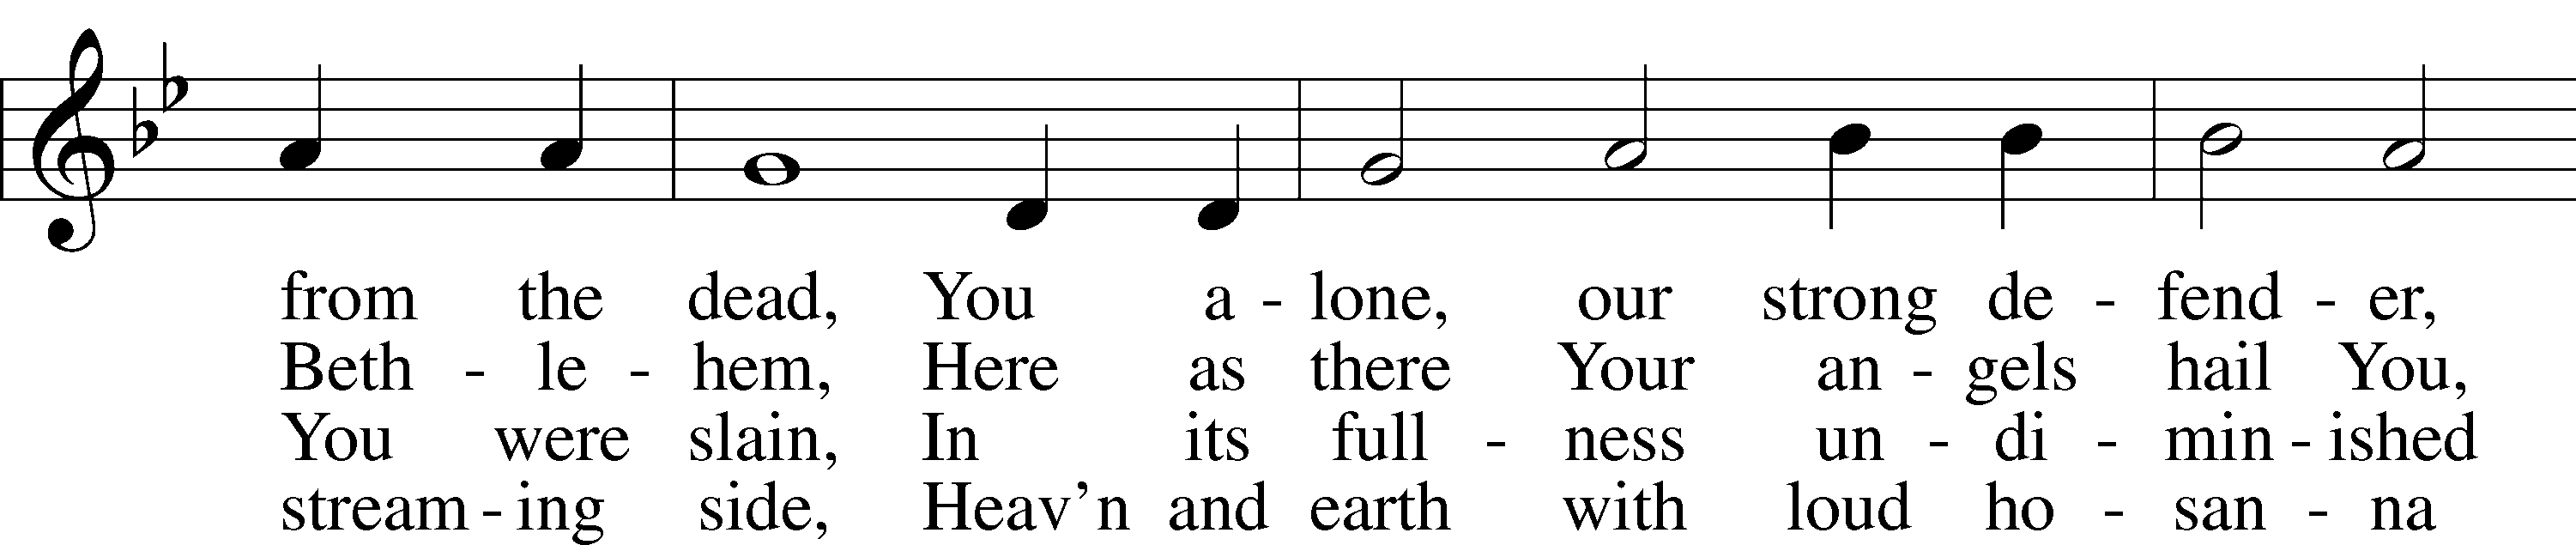 from the dead, You a - lone, our strong de - fend - er,
Beth - le - hem, Here as there Your an - gels hail You,
You were slain, In its full - ness un - di - min - ished
stream - ing side, Heav’n and earth with loud ho - san - na